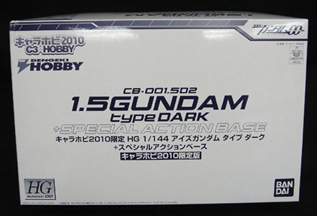 キャラホビ2010
C3×HOBBY
DENGEKI
HOBBY
CB-001.5D2
1.5GUNDAM
typeDARK
+SPECIAL ACTION BASE
キャラホビ2010限定 HG 1/144 アイズガンダム タイプ ダーク
+スペシャルアクションベース
キャラホビ2010限定版
HG
BAN
DAI